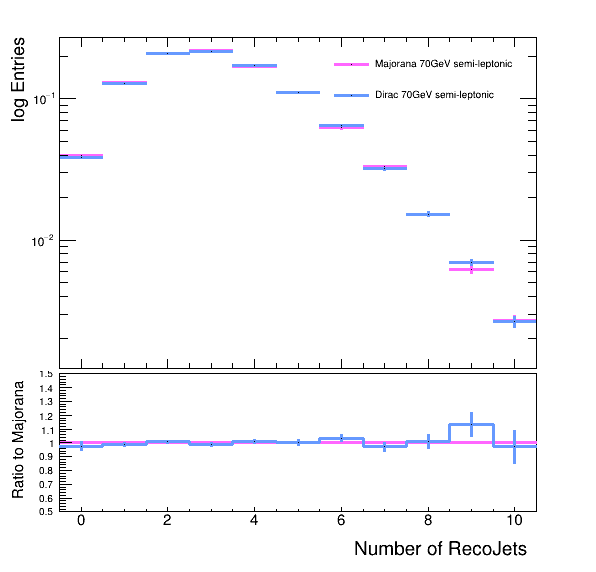 log Entries
Majorana 70GeV semi-leptonic
Dirac 70GeV semi-leptonic
10⁻¹
10⁻²
Ratio to Majorana
1.5
1.4
1.3
1.2
1.1
1
0.9
0.8
0.7
0.6
0.5
0 2 4 6 8 10
Number of RecoJets